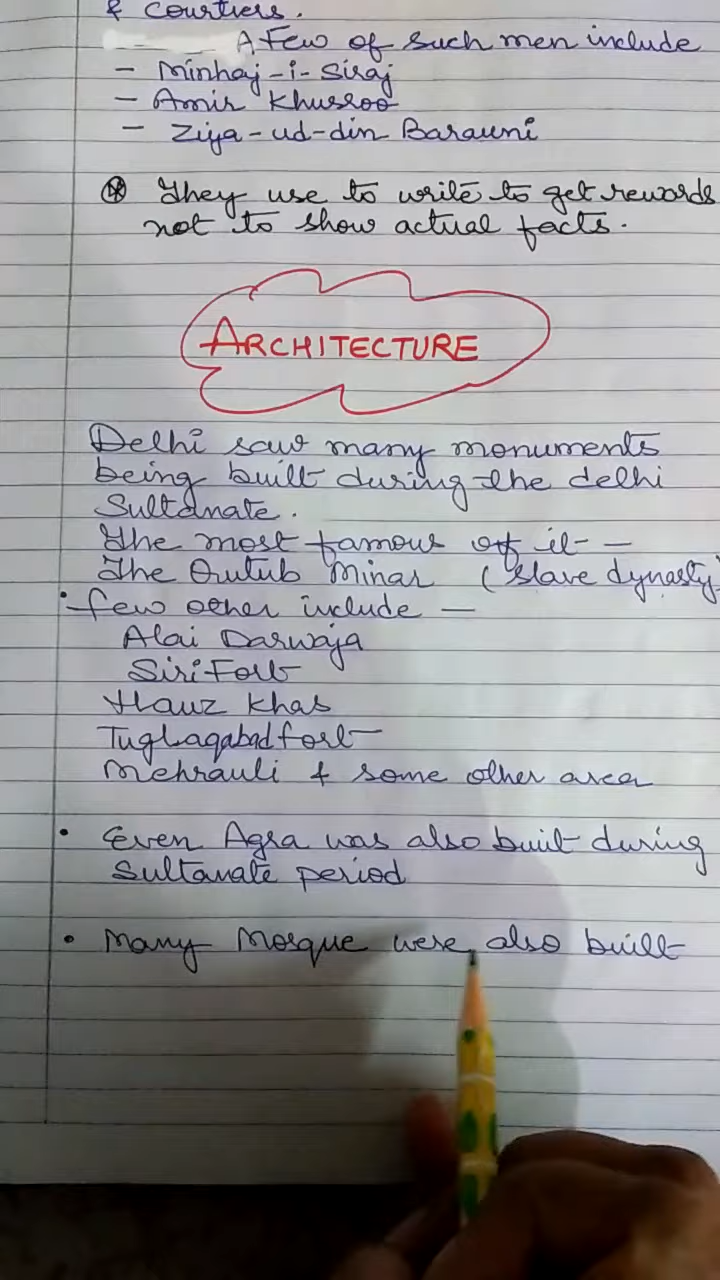 & courtiers.
A Few of such men include
- Minhaj-i-Siraj
- Amir Khusroo
- Ziya-ud-din Barauni
⊛ They use to write to get rewards
not to show actual facts.
ARCHITECTURE
Delhi saw many monuments
being built during the delhi
Sultanate.
The most famous of it -
The Qutub Minar (slave dynasty)
• few other include -
Alai Darwaja
Siri Fort
Hauz Khas
Tuglaqabad fort
Mehrauli & some other area
• Even Agra was also built during
Sultanate period
• Many Mosque were also built